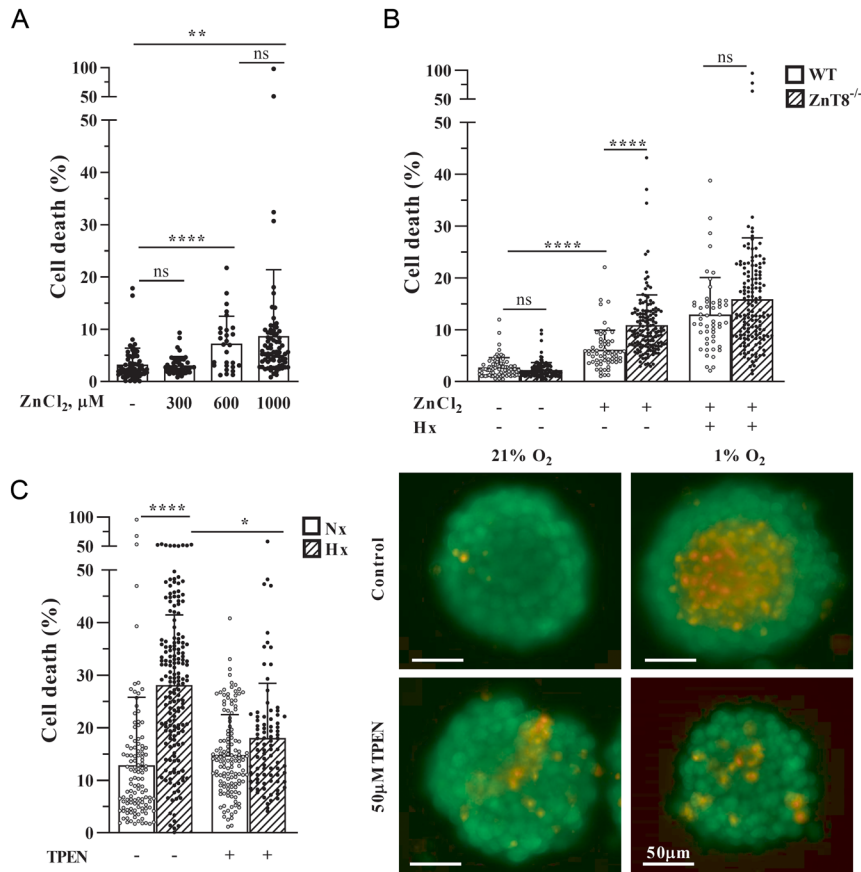 A
**
ns
100
50
50
40
30
20
10
0
Cell death (%)
****
ns
ZnCl2, μM
- 300 600 1000
B
WT
ZnT8-/-
ns
100
50
50
40
30
20
10
0
Cell death (%)
****
****
ns
ZnCl2 - - + + + +
Hx - - - - + +
C
Nx
Hx
****
*
100
50
50
40
30
20
10
0
Cell death (%)
TPEN - - + +
21% O2 1% O2
Control
50μM TPEN
50μm